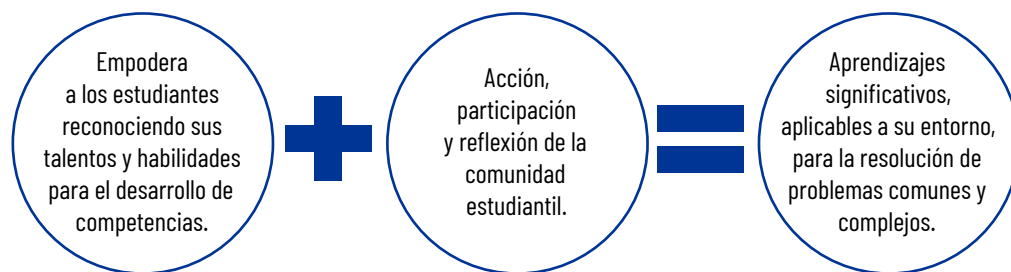 Empodera
a los estudiantes
reconociendo sus
talentos y habilidades
para el desarrollo de
competencias.
Acción,
participación
y reflexión de la
comunidad
estudiantil.
Aprendizajes
significativos,
aplicables a su entorno,
para la resolución de
problemas comunes y
complejos.